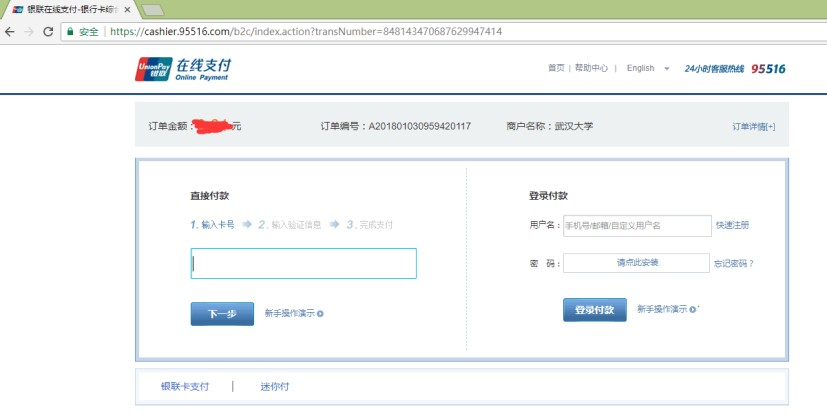 银联在线支付-银行卡综
安全 https://cashier.95516.com/b2c/index.action?transNumber=848143470687629947414
UnionPay 银联 在线支付 Online Payment
首页 | 帮助中心 | English 24小时客服热线 95516
订单金额： 元 订单编号：A201801030959420117 商户名称：武汉大学 订单详情[+]
直接付款
1. 输入卡号 2. 输入验证信息 3. 完成支付
下一步 新手操作演示
登录付款
用户名： 手机号/邮箱/自定义用户名 快速注册
密 码： 请点此安装 忘记密码？
登录付款 新手操作演示
银联卡支付 | 迷你付